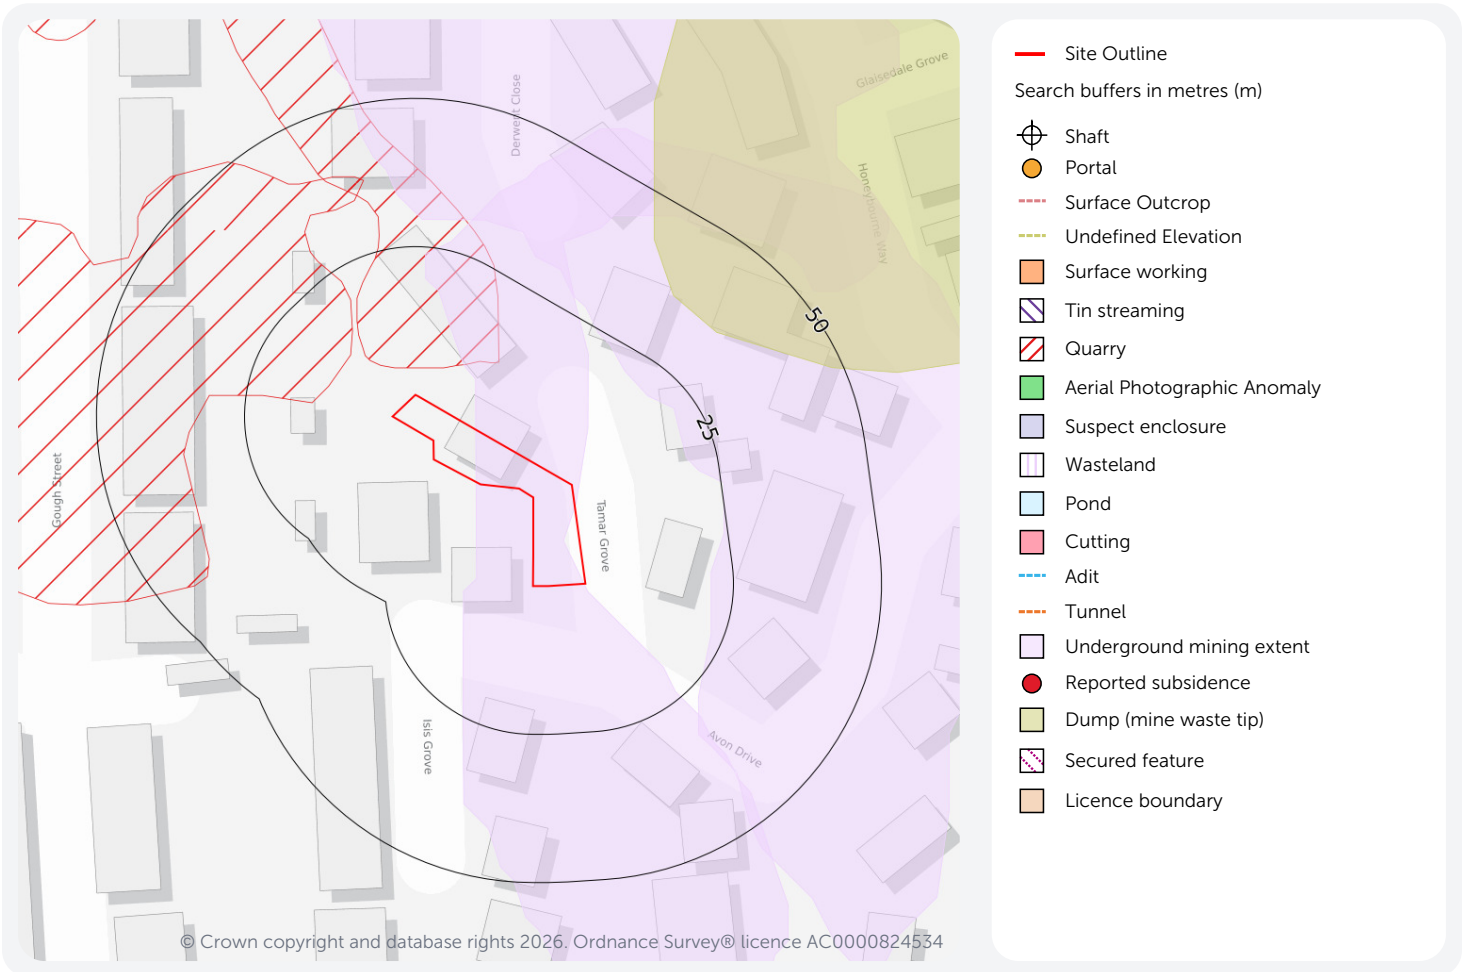 Glaisedale Grove
Derwent Close
Honeybourne Way
50
25
Gough Street
Tamar Grove
Isis Grove
Avon Drive
© Crown copyright and database rights 2026. Ordnance Survey® licence AC0000824534
Site Outline
Search buffers in metres (m)
Shaft
Portal
Surface Outcrop
Undefined Elevation
Surface working
Tin streaming
Quarry
Aerial Photographic Anomaly
Suspect enclosure
Wasteland
Pond
Cutting
Adit
Tunnel
Underground mining extent
Reported subsidence
Dump (mine waste tip)
Secured feature
Licence boundary